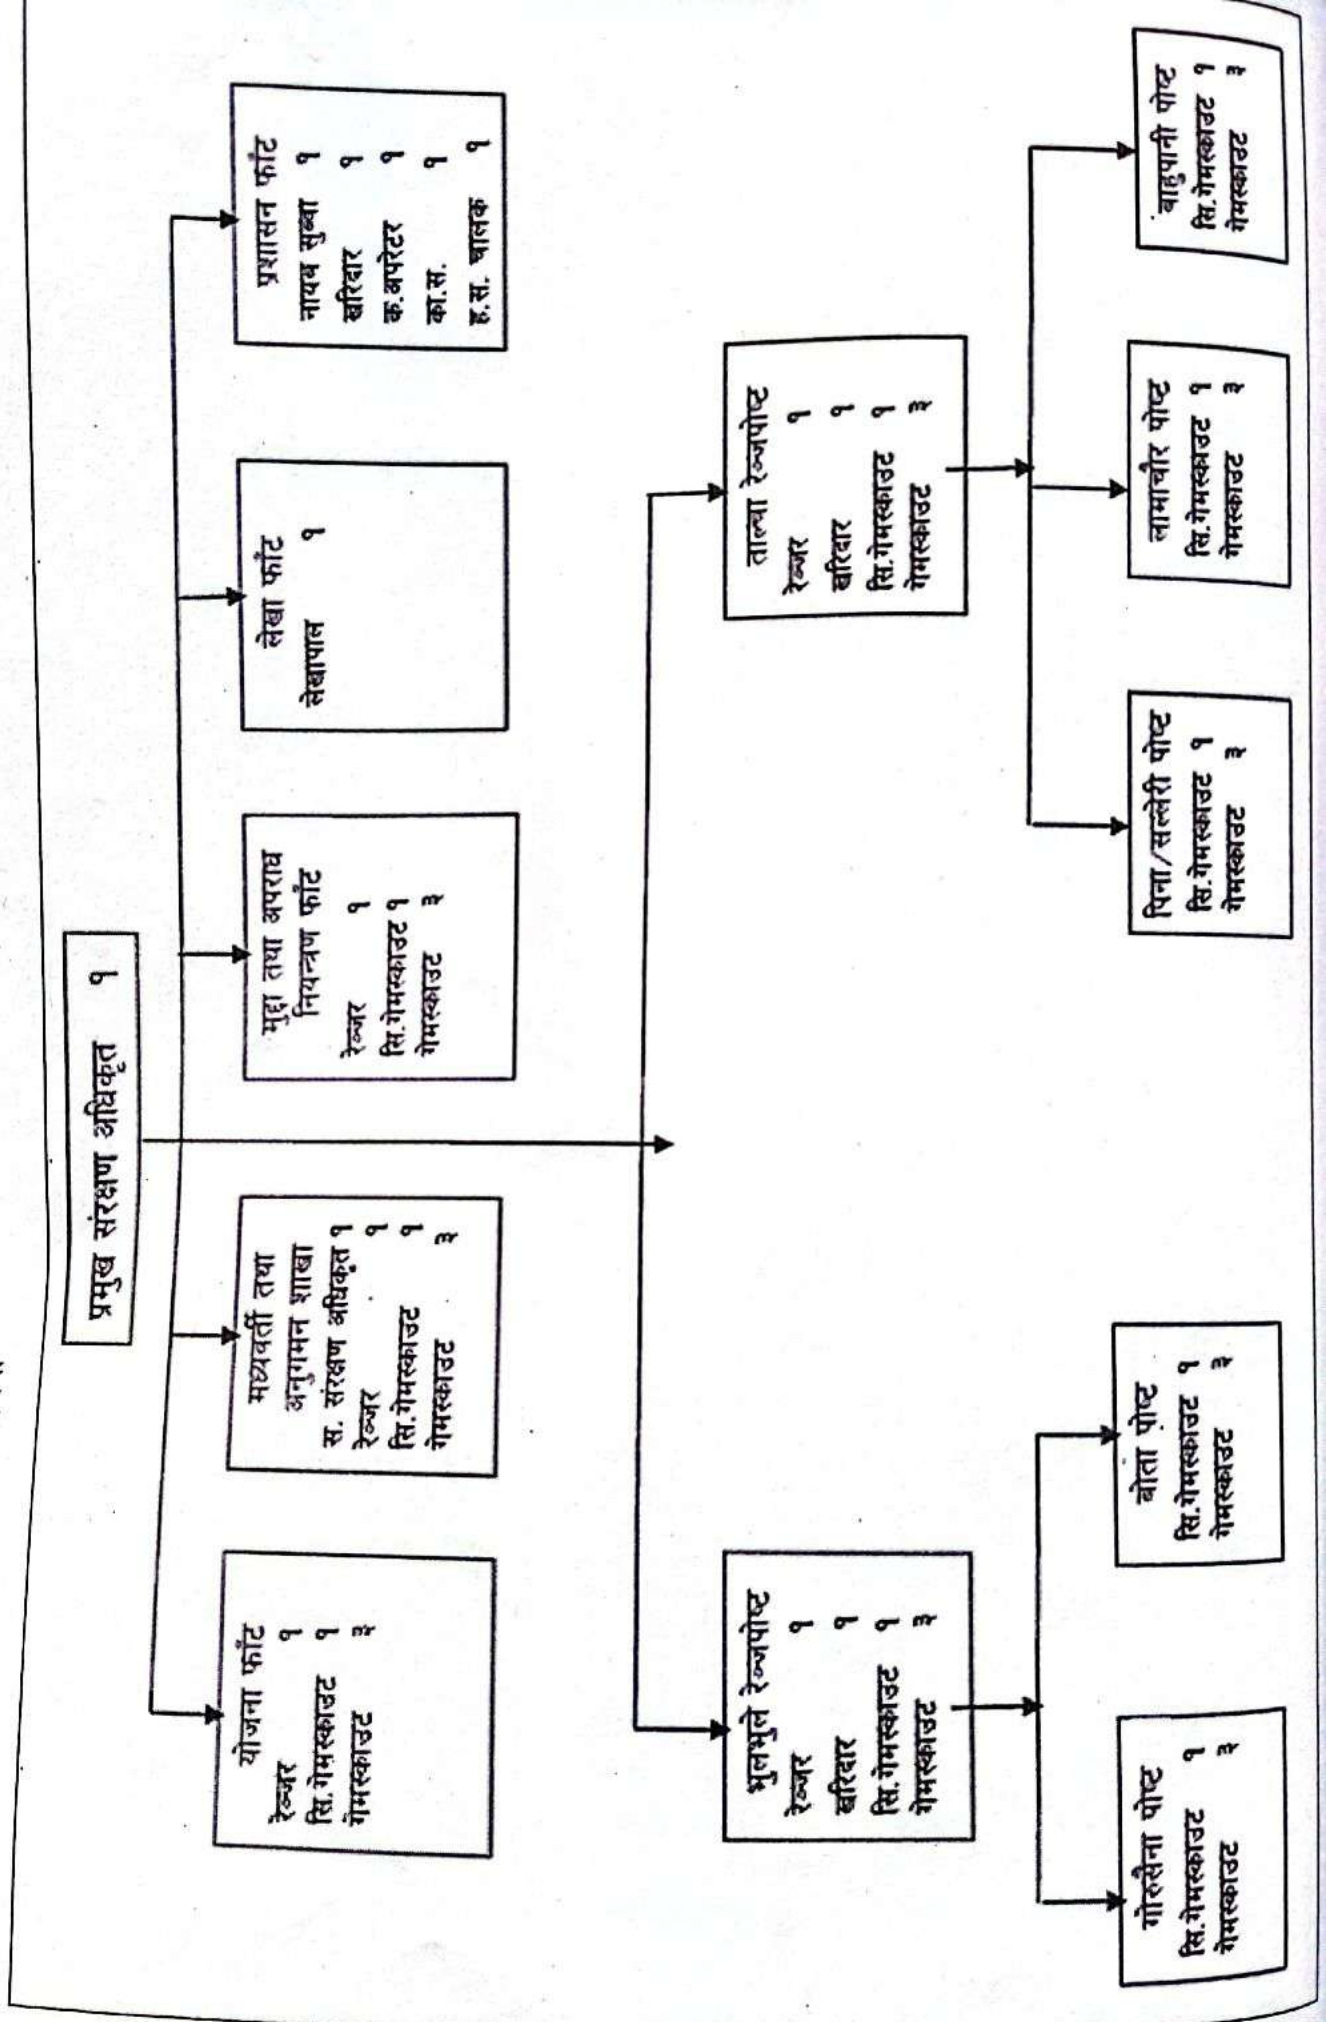 प्रमुख संरक्षण अधिकृत १
योजना फाँट
रेञ्जर १
सि.गेमस्काउट १
गेमस्काउट ३
मध्यवर्ती तथा
अनुगमन शाखा
स. संरक्षण अधिकृत १
रेञ्जर १
सि.गेमस्काउट १
गेमस्काउट ३
मुद्दा तथा अपराध
नियन्त्रण फाँट
रेञ्जर १
सि.गेमस्काउट १
गेमस्काउट ३
लेखा फाँट
लेखापाल १
प्रशासन फाँट
नायब सुब्बा १
खरिदार १
क.अपरेटर १
का.स. १
ह.स. चालक १
भुलभुले रेञ्जपोष्ट
रेञ्जर १
खरिदार १
सि.गेमस्काउट १
गेमस्काउट ३
ताल्चा रेञ्जपोष्ट
रेञ्जर १
खरिदार १
सि.गेमस्काउट १
गेमस्काउट ३
गोरुसेना पोष्ट
सि.गेमस्काउट १
गेमस्काउट ३
बोता पोष्ट
सि.गेमस्काउट १
गेमस्काउट ३
पिना/सल्लेरी पोष्ट
सि.गेमस्काउट १
गेमस्काउट ३
लामाचौर पोष्ट
सि.गेमस्काउट १
गेमस्काउट ३
पोष्ट
सि.गेमस्काउट १
गेमस्काउट ३